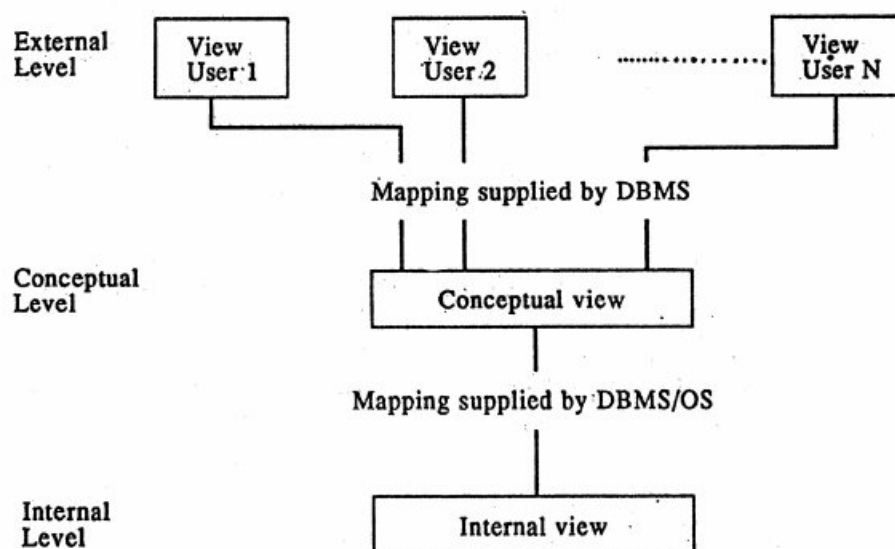 External
Level
View
User 1
View
User 2
View
User N
Mapping supplied by DBMS
Conceptual
Level
Conceptual view
Mapping supplied by DBMS/OS
Internal
Level
Internal view